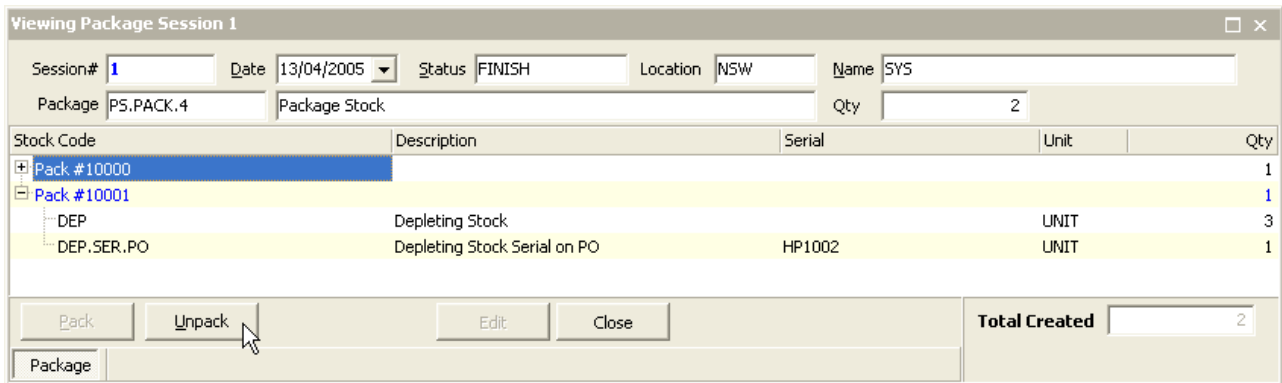 Viewing Package Session 1
Session# 1 Date 13/04/2005 Status FINISH Location NSW Name SYS
Package PS.PACK.4 Package Stock Qty 2
Stock Code Description Serial Unit Qty
Pack #10000 1
Pack #10001 1
DEP Depleting Stock UNIT 3
DEP.SER.PO Depleting Stock Serial on PO HP1002 UNIT 1
Pack Unpack Edit Close Total Created 2
Package